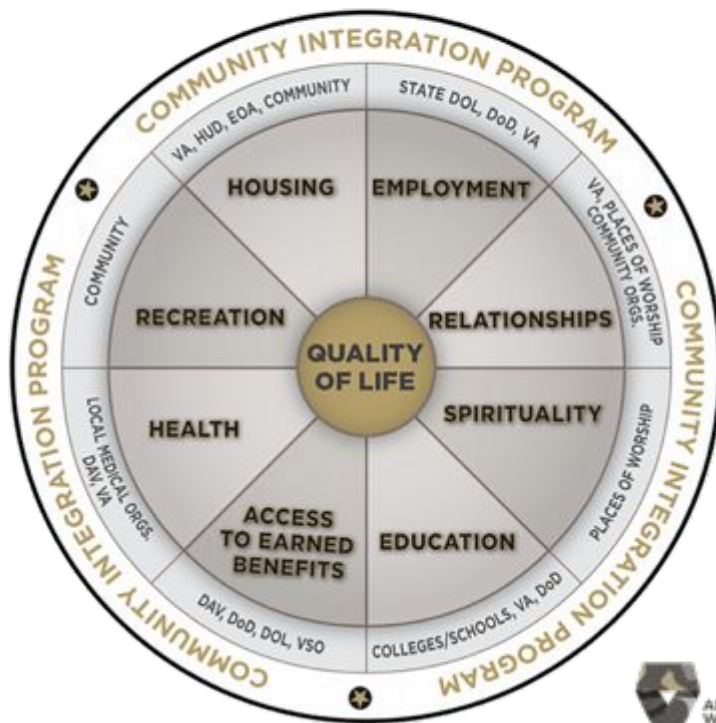 COMMUNITY INTEGRATION PROGRAM
COMMUNITY INTEGRATION PROGRAM
COMMUNITY INTEGRATION PROGRAM
VA, HUD, EOA, COMMUNITY
STATE DOL, DoD, VA
VA, PLACES OF WORSHIP
COMMUNITY ORGS.
PLACES OF WORSHIP
COLLEGES/SCHOOLS, VA, DoD
DAV, DoD, DOL, VSO
LOCAL MEDICAL ORGS.
DAV, VA
COMMUNITY
HOUSING
EMPLOYMENT
RELATIONSHIPS
SPIRITUALITY
EDUCATION
ACCESS
TO EARNED
BENEFITS
HEALTH
RECREATION
QUALITY
OF LIFE
COMMUNITY INTEGRATION PROGRAM